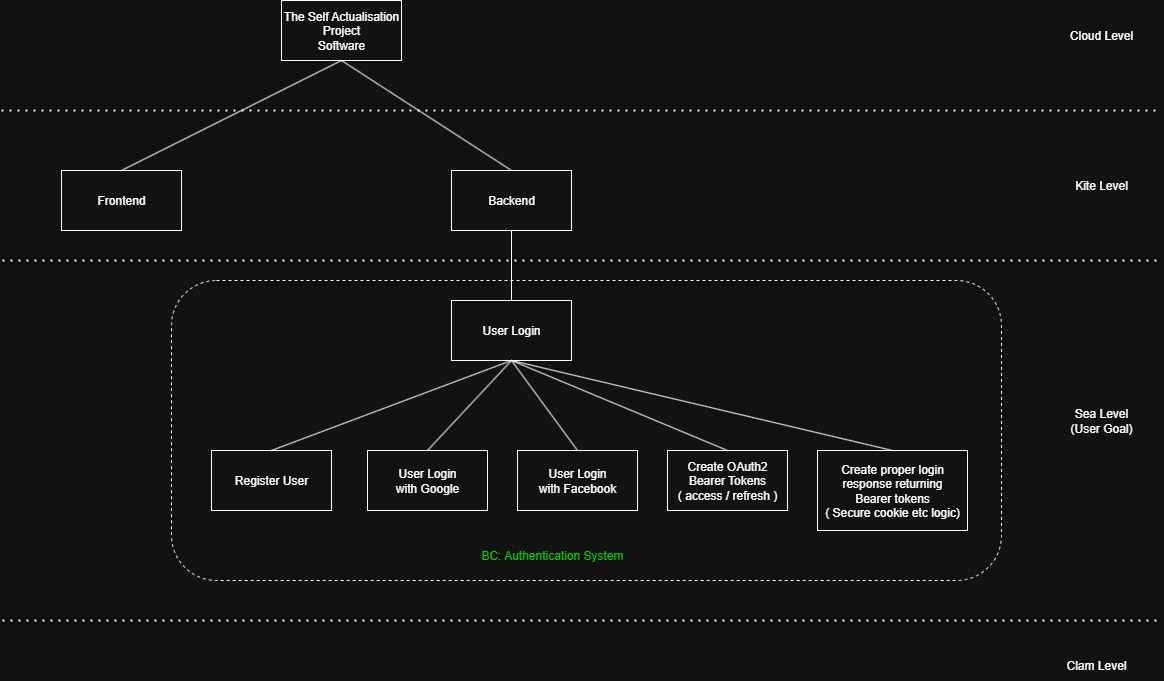 The Self Actualisation
Project
Software
Cloud Level
Frontend
Backend
Kite Level
User Login
Sea Level
(User Goal)
Register User
User Login
with Google
User Login
with Facebook
Create OAuth2
Bearer Tokens
( access / refresh )
Create proper login
response returning
Bearer tokens
( Secure cookie etc logic)
BC: Authentication System
Clam Level